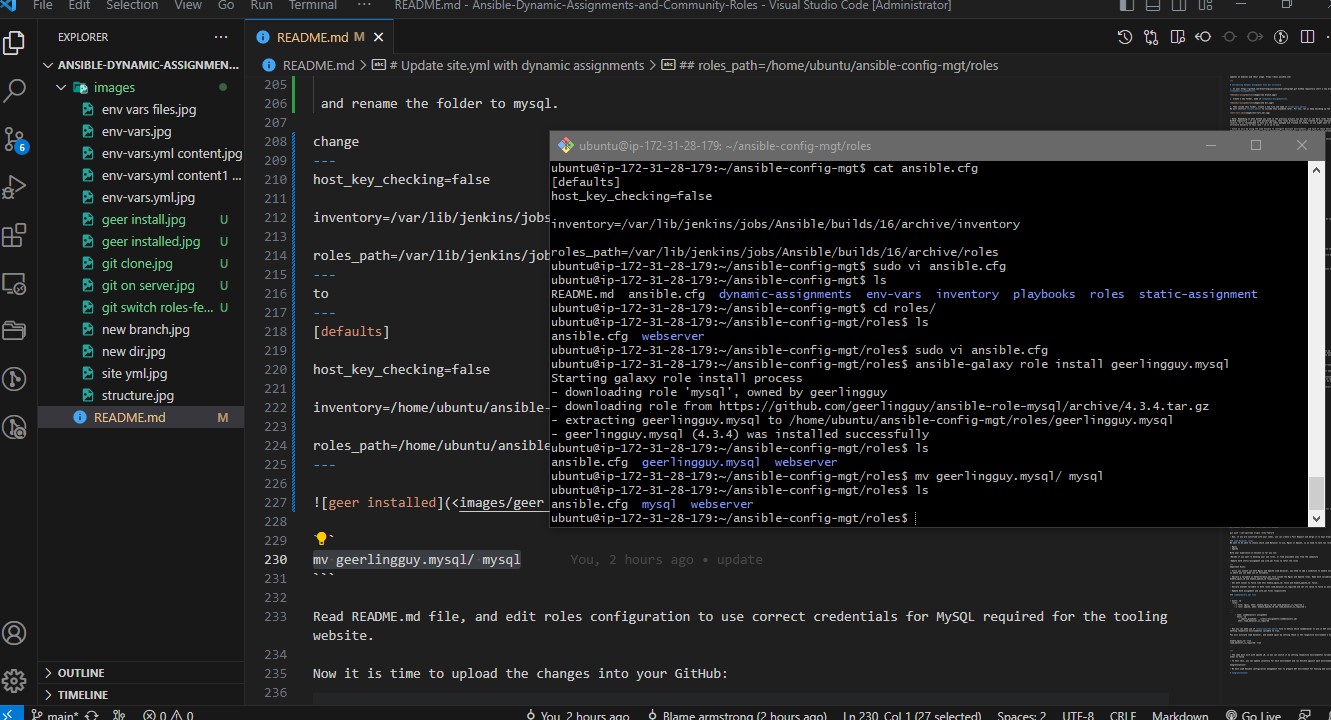 File Edit Selection View Go Run Terminal ··· README.md - Ansible-Dynamic-Assignments-and-Community-Roles - Visual Studio Code [Administrator]
EXPLORER ···
README.md M ×
ANSIBLE-DYNAMIC-ASSIGNMEN...
README.md > # Update site.yml with dynamic assignments > ## roles_path=/home/ubuntu/ansible-config-mgt/roles
images
env vars files.jpg
env-vars.jpg
env-vars.yml content.jpg
env-vars.yml content1 ...
env-vars.yml.jpg
geer install.jpg U
geer installed.jpg U
git clone.jpg U
git on server.jpg U
git switch roles-fe... U
new branch.jpg
new dir.jpg
site yml.jpg
structure.jpg
README.md M
OUTLINE
TIMELINE
6
205
206 and rename the folder to mysql.
207
208 change
209 ---
210 host_key_checking=false
211
212 inventory=/var/lib/jenkins/jobs
213
214 roles_path=/var/lib/jenkins/job
215 ---
216 to
217 ---
218 [defaults]
219
220 host_key_checking=false
221
222 inventory=/home/ubuntu/ansible-
223
224 roles_path=/home/ubuntu/ansible
225 ---
226
227 ![geer installed](<images/geer
228
229
230 mv geerlingguy.mysql/ mysql You, 2 hours ago • update
231 ```
232
233 Read README.md file, and edit roles configuration to use correct credentials for MySQL required for the tooling
website.
234
235 Now it is time to upload the changes into your GitHub:
236
ubuntu@ip-172-31-28-179: ~/ansible-config-mgt/roles
ubuntu@ip-172-31-28-179:~/ansible-config-mgt$ cat ansible.cfg
[defaults]
host_key_checking=false
inventory=/var/lib/jenkins/jobs/Ansible/builds/16/archive/inventory
roles_path=/var/lib/jenkins/jobs/Ansible/builds/16/archive/roles
ubuntu@ip-172-31-28-179:~/ansible-config-mgt$ sudo vi ansible.cfg
ubuntu@ip-172-31-28-179:~/ansible-config-mgt$ ls
README.md ansible.cfg dynamic-assignments env-vars inventory playbooks roles static-assignment
ubuntu@ip-172-31-28-179:~/ansible-config-mgt$ cd roles/
ubuntu@ip-172-31-28-179:~/ansible-config-mgt/roles$ ls
ansible.cfg webserver
ubuntu@ip-172-31-28-179:~/ansible-config-mgt/roles$ sudo vi ansible.cfg
ubuntu@ip-172-31-28-179:~/ansible-config-mgt/roles$ ansible-galaxy role install geerlingguy.mysql
Starting galaxy role install process
- downloading role 'mysql', owned by geerlingguy
- downloading role from https://github.com/geerlingguy/ansible-role-mysql/archive/4.3.4.tar.gz
- extracting geerlingguy.mysql to /home/ubuntu/ansible-config-mgt/roles/geerlingguy.mysql
- geerlingguy.mysql (4.3.4) was installed successfully
ubuntu@ip-172-31-28-179:~/ansible-config-mgt/roles$ ls
ansible.cfg geerlingguy.mysql webserver
ubuntu@ip-172-31-28-179:~/ansible-config-mgt/roles$ mv geerlingguy.mysql/ mysql
ubuntu@ip-172-31-28-179:~/ansible-config-mgt/roles$ ls
ansible.cfg mysql webserver
ubuntu@ip-172-31-28-179:~/ansible-config-mgt/roles$
main* 0 0 You, 2 hours ago Blame armstrong (2 hours ago) Ln 230, Col 1 (27 selected) Spaces: 2 UTF-8 CRLF Markdown Go Live